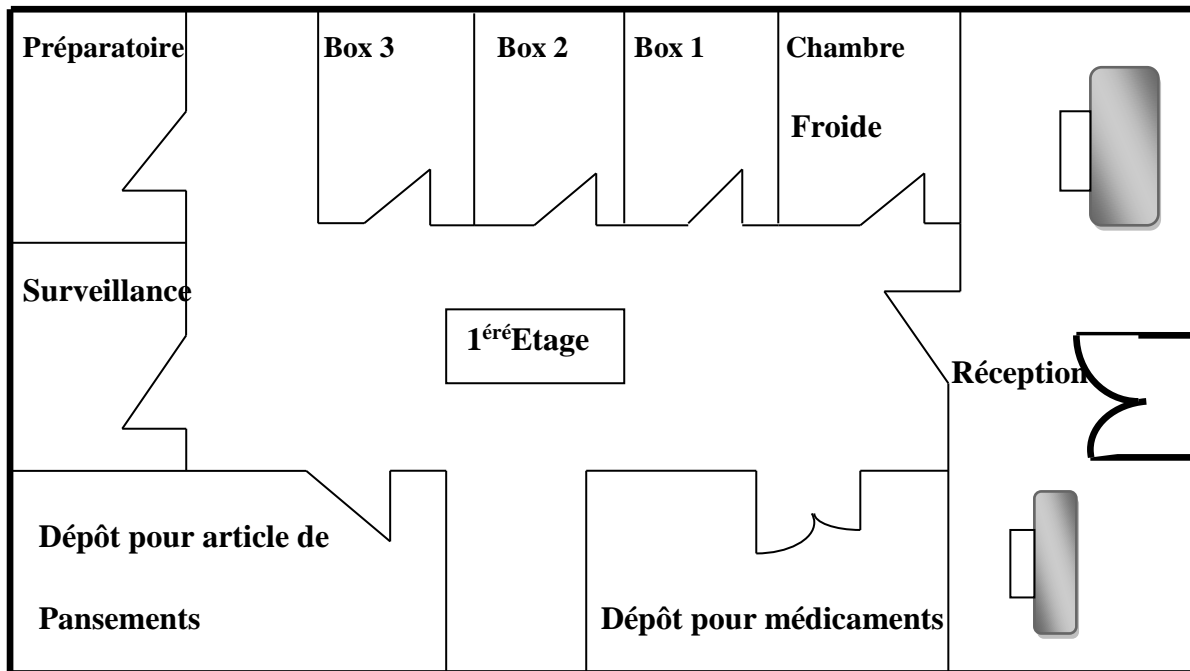 Préparatoire
Box 3
Box 2
Box 1
Chambre
Froide
Surveillance
1éréEtage
Réception
Dépôt pour article de
Pansements
Dépôt pour médicaments